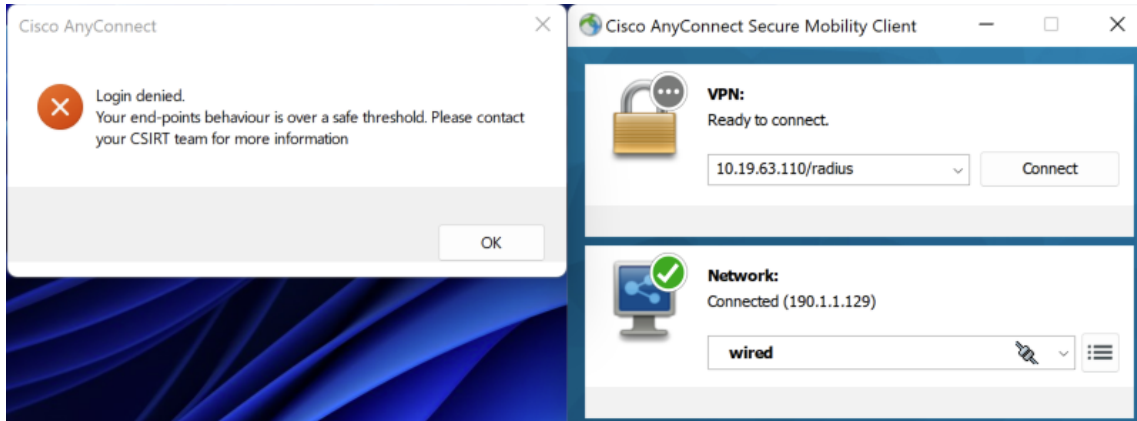 Cisco AnyConnect
Login denied.
Your end-points behaviour is over a safe threshold. Please contact
your CSIRT team for more information
OK
Cisco AnyConnect Secure Mobility Client
VPN:
Ready to connect.
10.19.63.110/radius
Connect
Network:
Connected (190.1.1.129)
wired